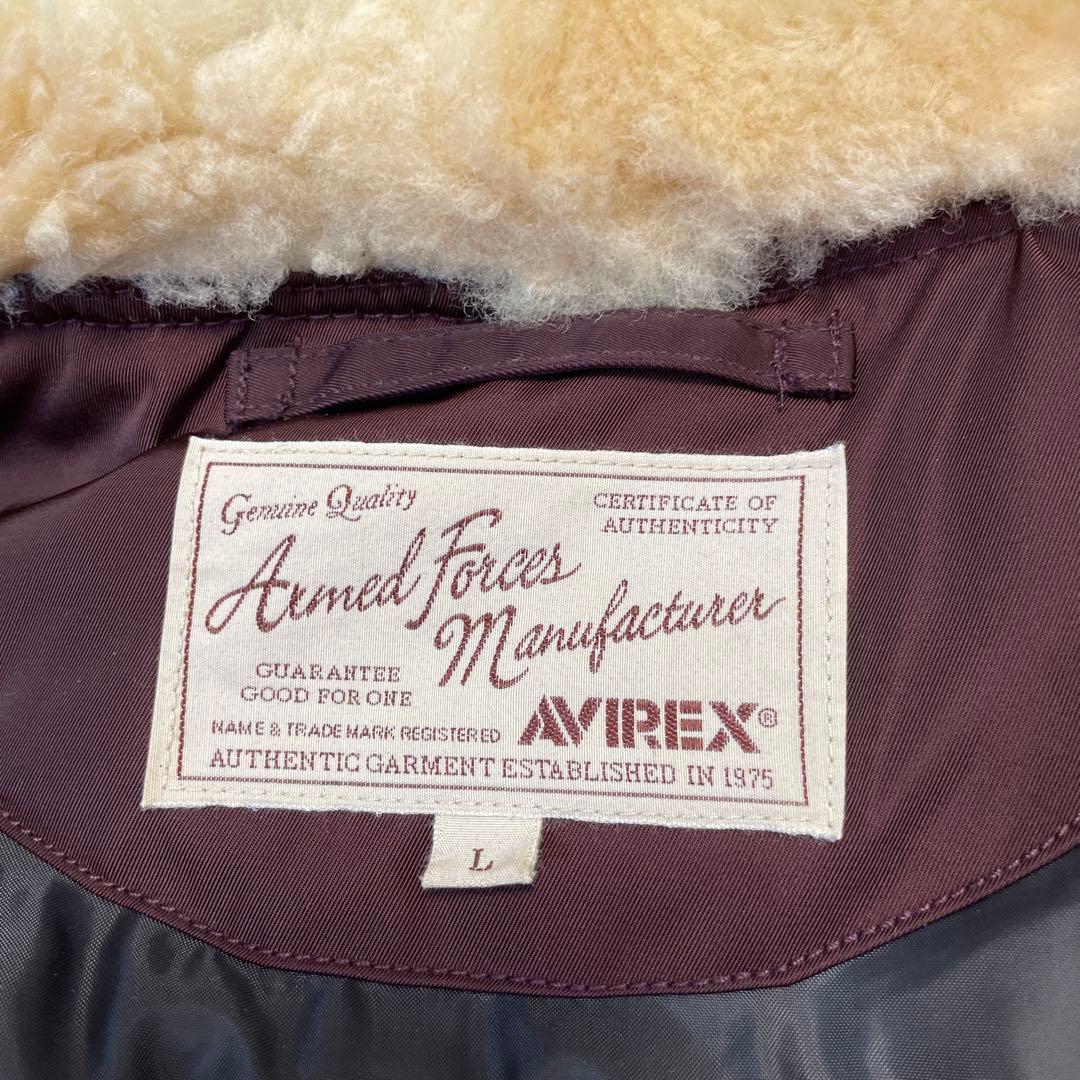 Genuine Quality
CERTIFICATE OF
AUTHENTICITY
Armed Forces
Manufacturer
GUARANTEE
GOOD FOR ONE
NAME & TRADE MARK REGISTERED
AVIREX®
AUTHENTIC GARMENT ESTABLISHED IN 1975
L